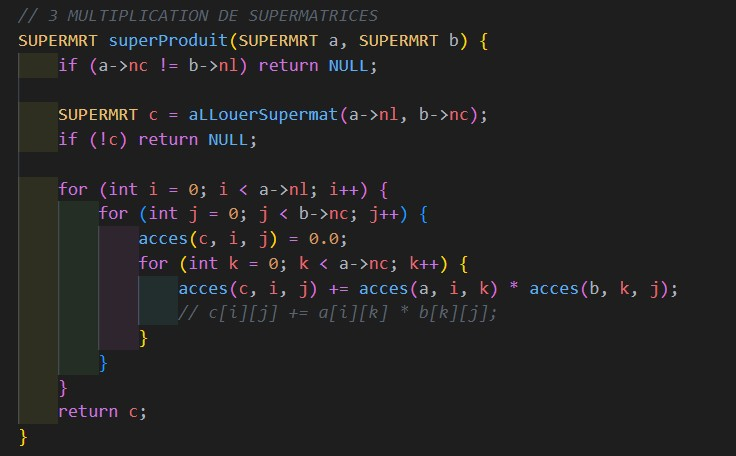 // 3 MULTIPLICATION DE SUPERMATRICES
SUPERMRT superProduit(SUPERMRT a, SUPERMRT b) {
if (a->nc != b->nl) return NULL;
SUPERMRT c = aLLouerSupermat(a->nl, b->nc);
if (!c) return NULL;
for (int i = 0; i < a->nl; i++) {
for (int j = 0; j < b->nc; j++) {
acces(c, i, j) = 0.0;
for (int k = 0; k < a->nc; k++) {
acces(c, i, j) += acces(a, i, k) * acces(b, k, j);
// c[i][j] += a[i][k] * b[k][j];
}
}
}
return c;
}